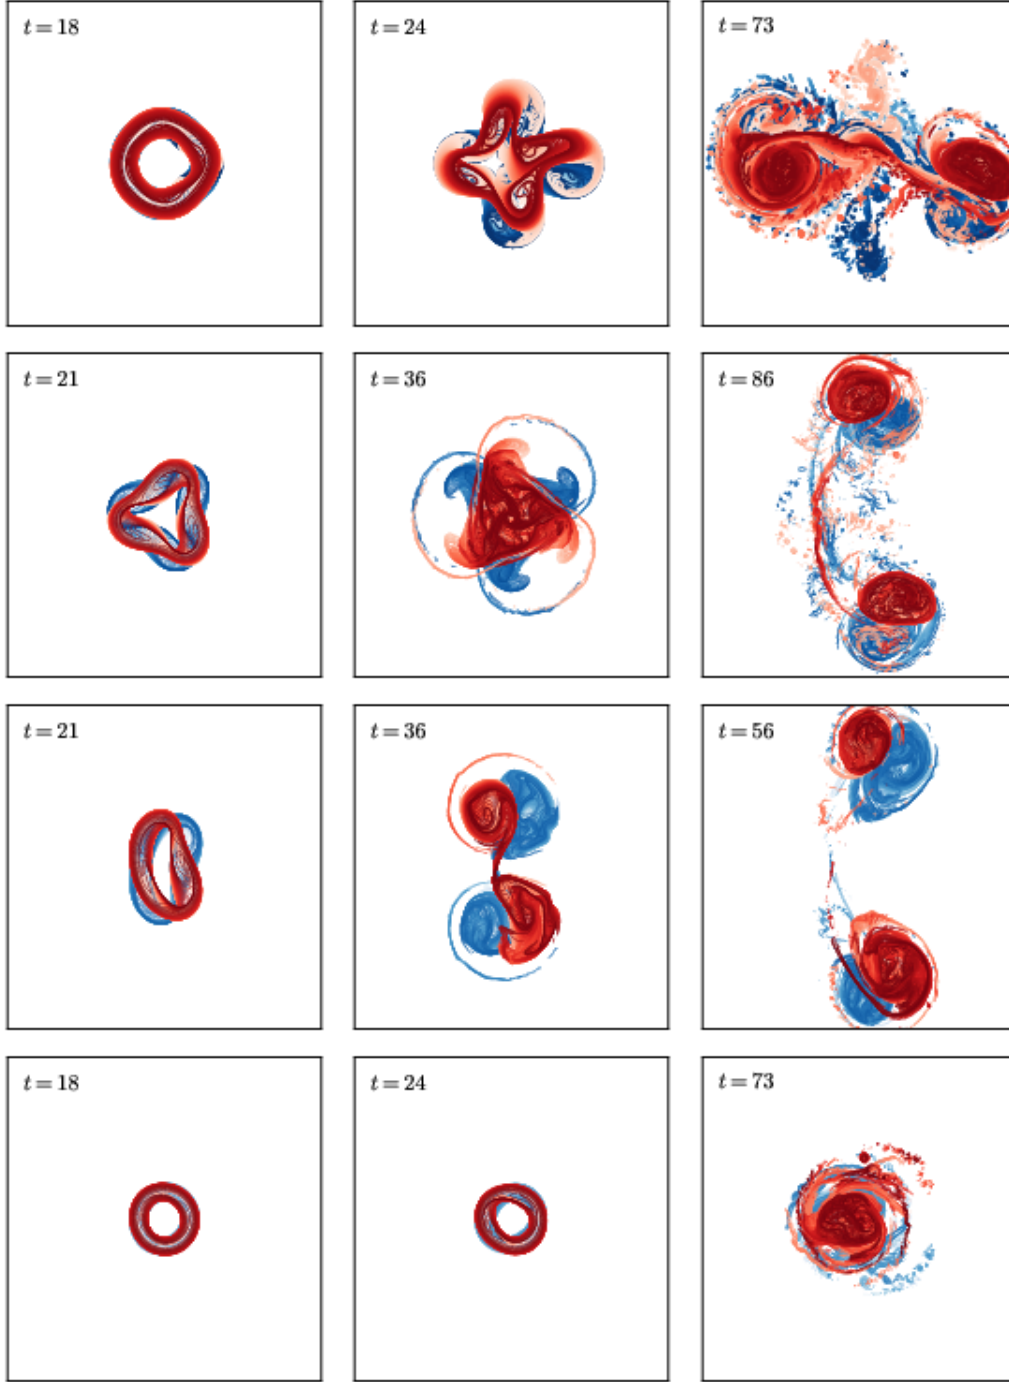 t = 18
t = 24
t = 73
t = 21
t = 36
t = 86
t = 21
t = 36
t = 56
t = 18
t = 24
t = 73